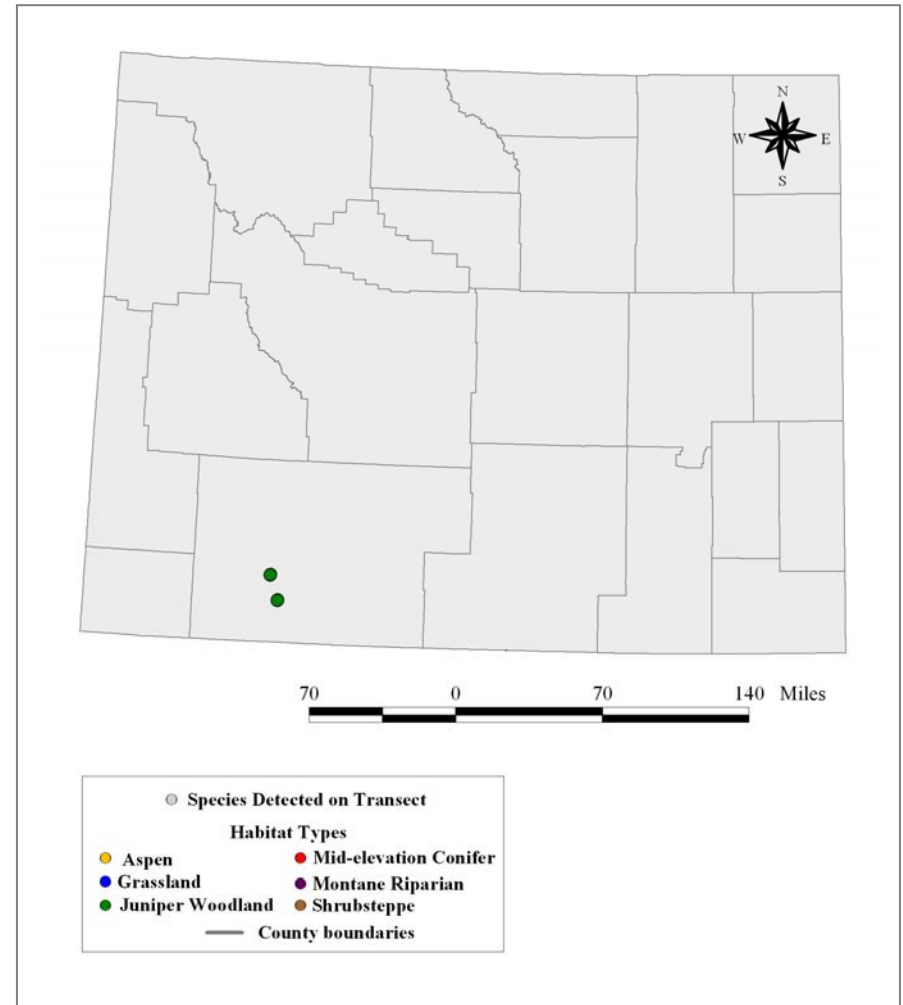 N
W E
S
70 0 70 140 Miles
Species Detected on Transect
Habitat Types
Aspen Mid-elevation Conifer
Grassland Montane Riparian
Juniper Woodland Shrubsteppe
County boundaries